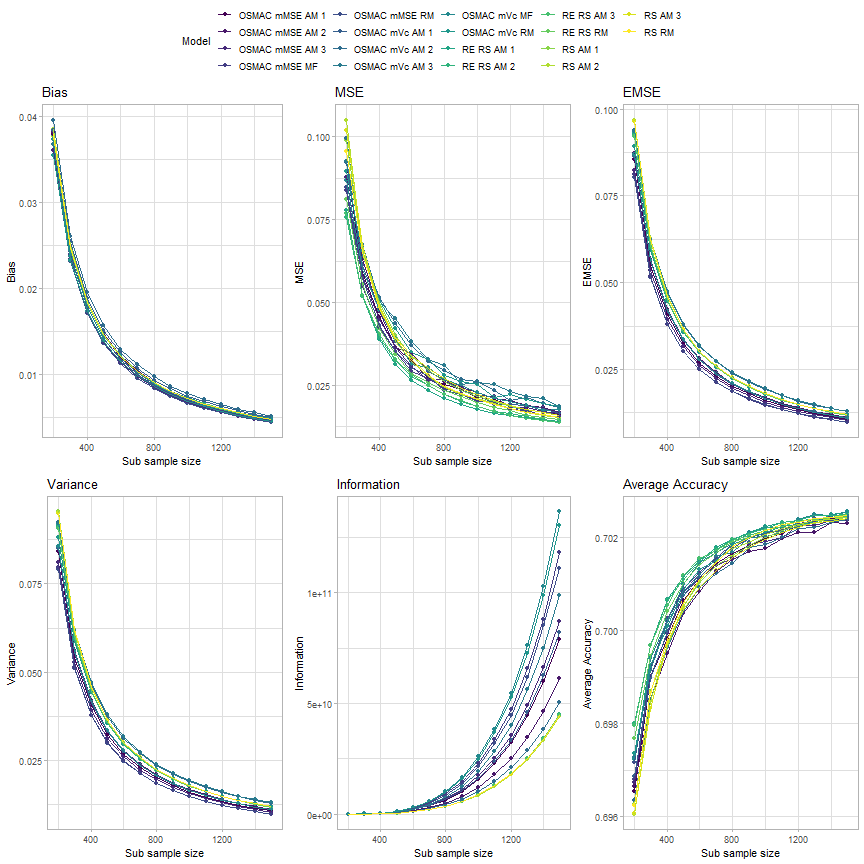 Model
OSMAC mMSE AM 1
OSMAC mMSE AM 2
OSMAC mMSE AM 3
OSMAC mMSE MF
OSMAC mMSE RM
OSMAC mVc AM 1
OSMAC mVc AM 2
OSMAC mVc AM 3
OSMAC mVc MF
OSMAC mVc RM
RE RS AM 1
RE RS AM 2
RE RS AM 3
RE RS RM
RS AM 1
RS AM 2
RS AM 3
RS RM
Bias
Bias
0.04
0.03
0.02
0.01
400
800
1200
Sub sample size
MSE
MSE
0.100
0.075
0.050
0.025
400
800
1200
Sub sample size
EMSE
EMSE
0.100
0.075
0.050
0.025
400
800
1200
Sub sample size
Variance
Variance
0.075
0.050
0.025
400
800
1200
Sub sample size
Information
Information
1e+11
5e+10
0e+00
400
800
1200
Sub sample size
Average Accuracy
Average Accuracy
0.702
0.700
0.698
0.696
400
800
1200
Sub sample size